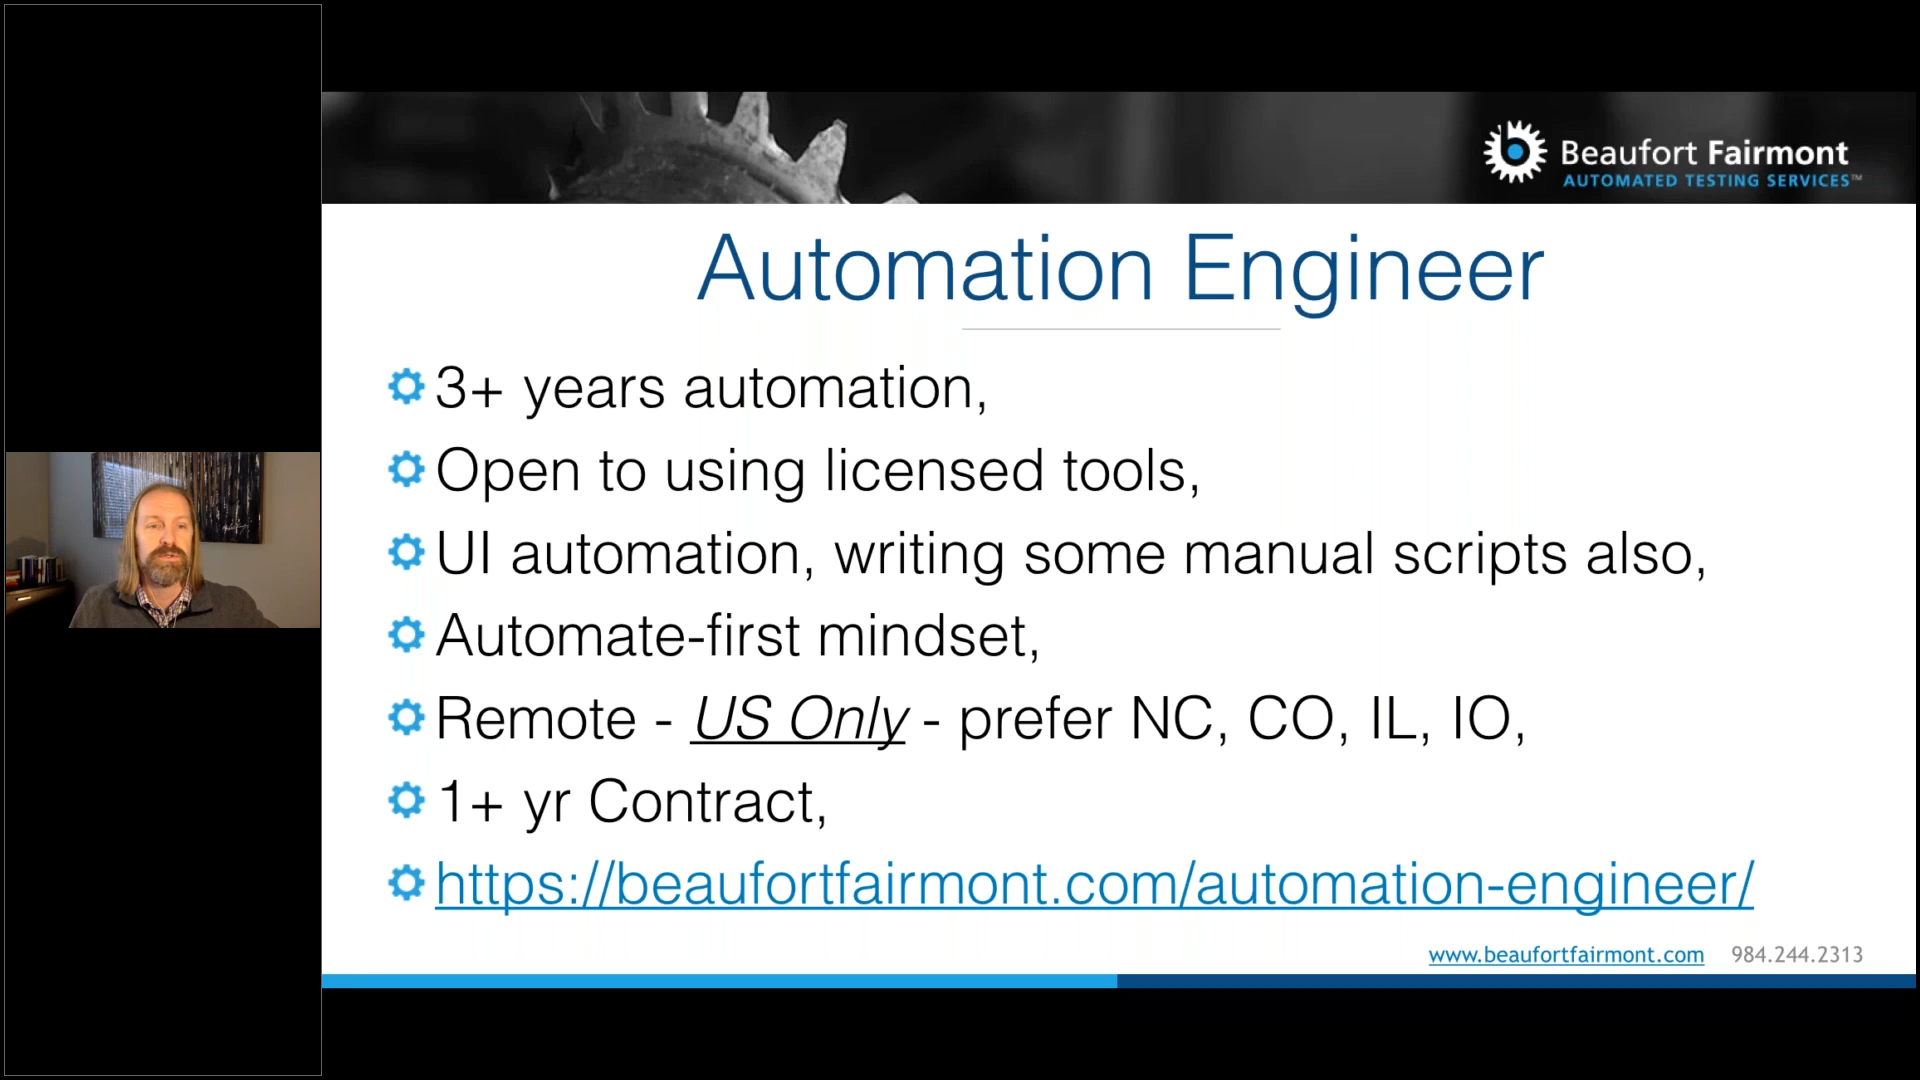 Beaufort Fairmont
AUTOMATED TESTING SERVICES™
Automation Engineer
3+ years automation,
Open to using licensed tools,
UI automation, writing some manual scripts also,
Automate-first mindset,
Remote - US Only - prefer NC, CO, IL, IO,
1+ yr Contract,
https://beaufortfairmont.com/automation-engineer/
www.beaufortfairmont.com 984.244.2313